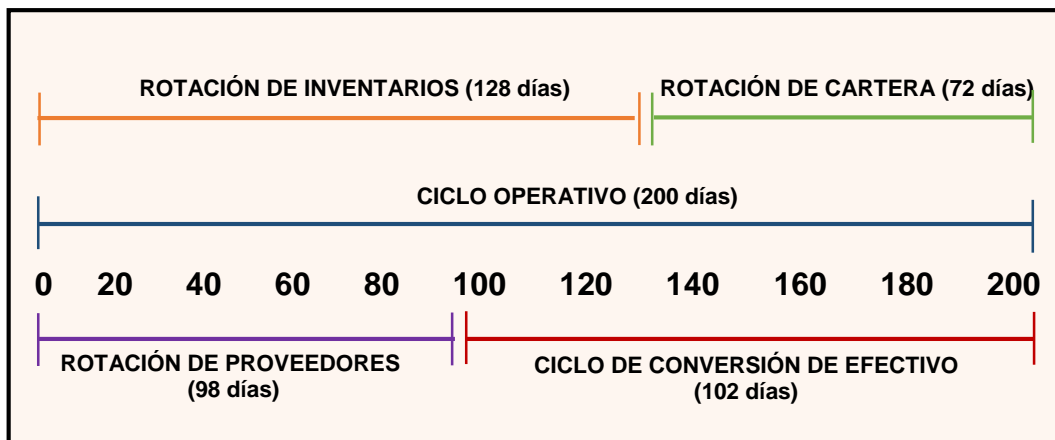 ROTACIÓN DE INVENTARIOS (128 días)
ROTACIÓN DE CARTERA (72 días)
CICLO OPERATIVO (200 días)
0 20 40 60 80 100 120 140 160 180 200
ROTACIÓN DE PROVEEDORES
(98 días)
CICLO DE CONVERSIÓN DE EFECTIVO
(102 días)